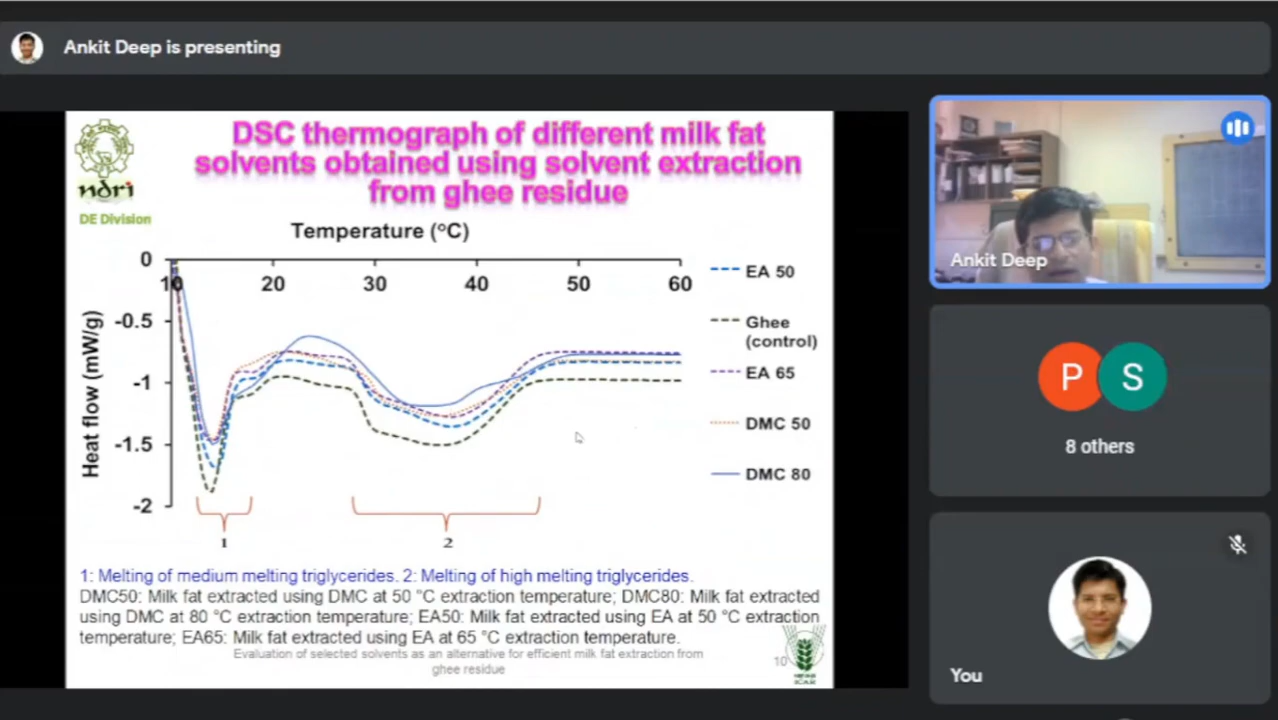 Ankit Deep is presenting
DSC thermograph of different milk fat
solvents obtained using solvent extraction
from ghee residue
ndri
DE Division
Temperature (°C)
0
10 20 30 40 50 60
-0.5
-1
-1.5
-2
Heat flow (mW/g)
EA 50
Ghee
(control)
EA 65
DMC 50
DMC 80
1
2
1: Melting of medium melting triglycerides. 2: Melting of high melting triglycerides.
DMC50: Milk fat extracted using DMC at 50 °C extraction temperature; DMC80: Milk fat extracted
using DMC at 80 °C extraction temperature; EA50: Milk fat extracted using EA at 50 °C extraction
temperature; EA65: Milk fat extracted using EA at 65 °C extraction temperature.
Evaluation of selected solvents as an alternative for efficient milk fat extraction from
ghee residue
10
ICAR
Ankit Deep
P
S
8 others
You